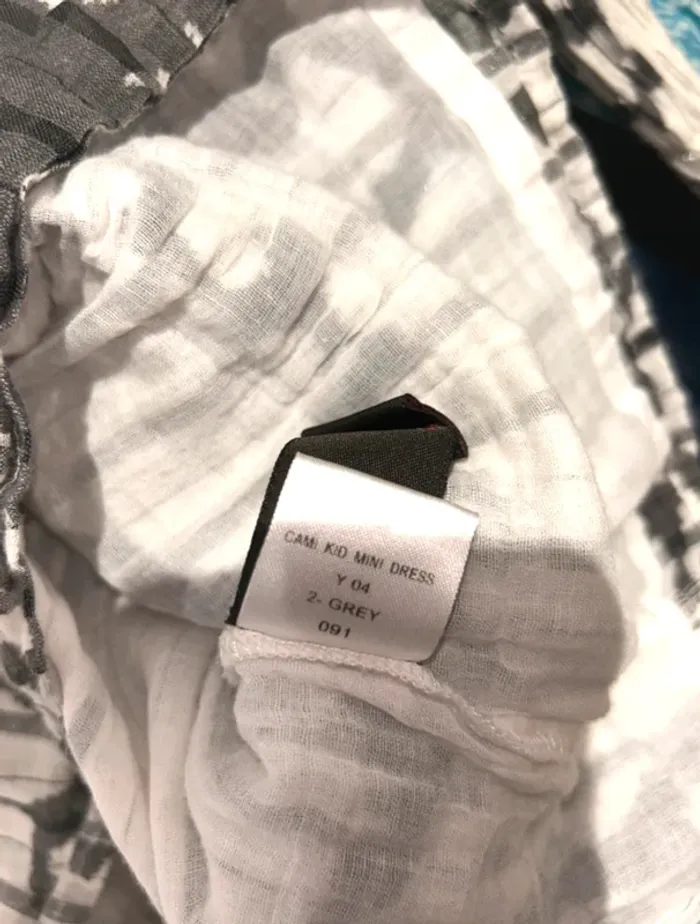 CAMI KID MINI DRESS
Y 04
2- GREY
091